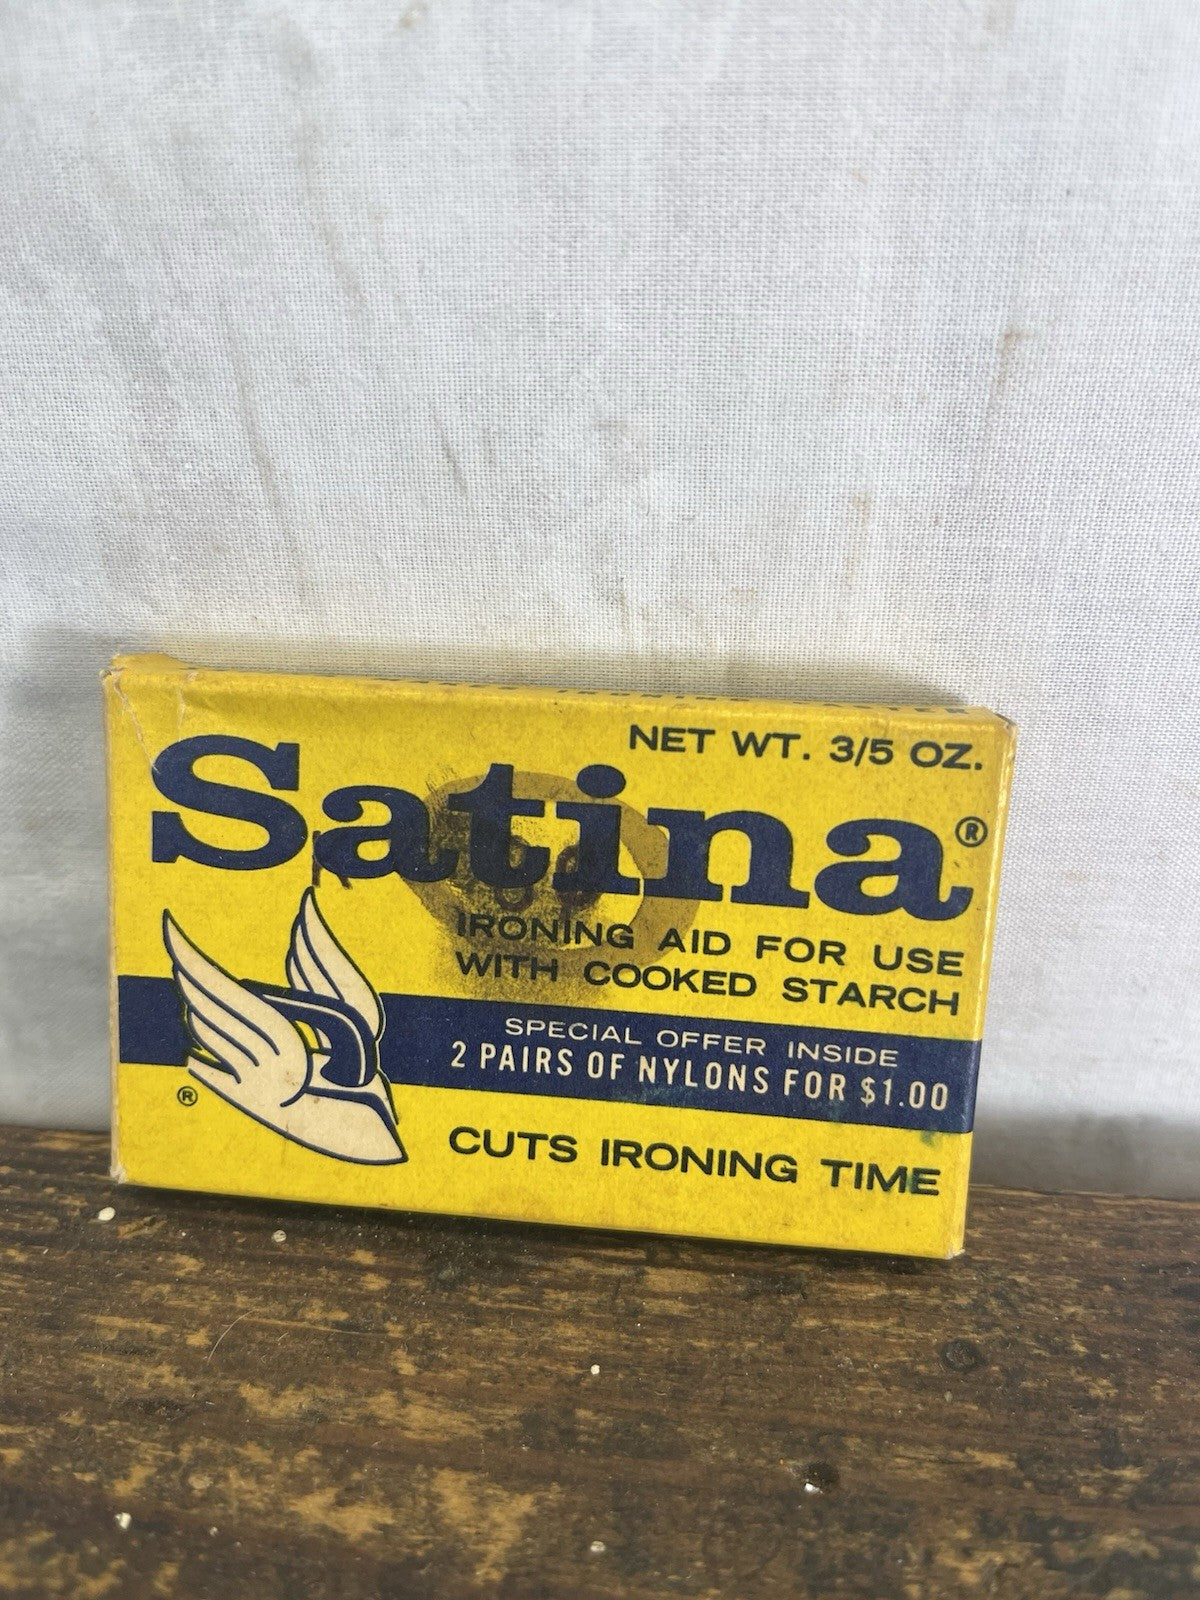 NET WT. 3/5 OZ.
Satina®
IRONING AID FOR USE
WITH COOKED STARCH
SPECIAL OFFER INSIDE
2 PAIRS OF NYLONS FOR $1.00
®
CUTS IRONING TIME